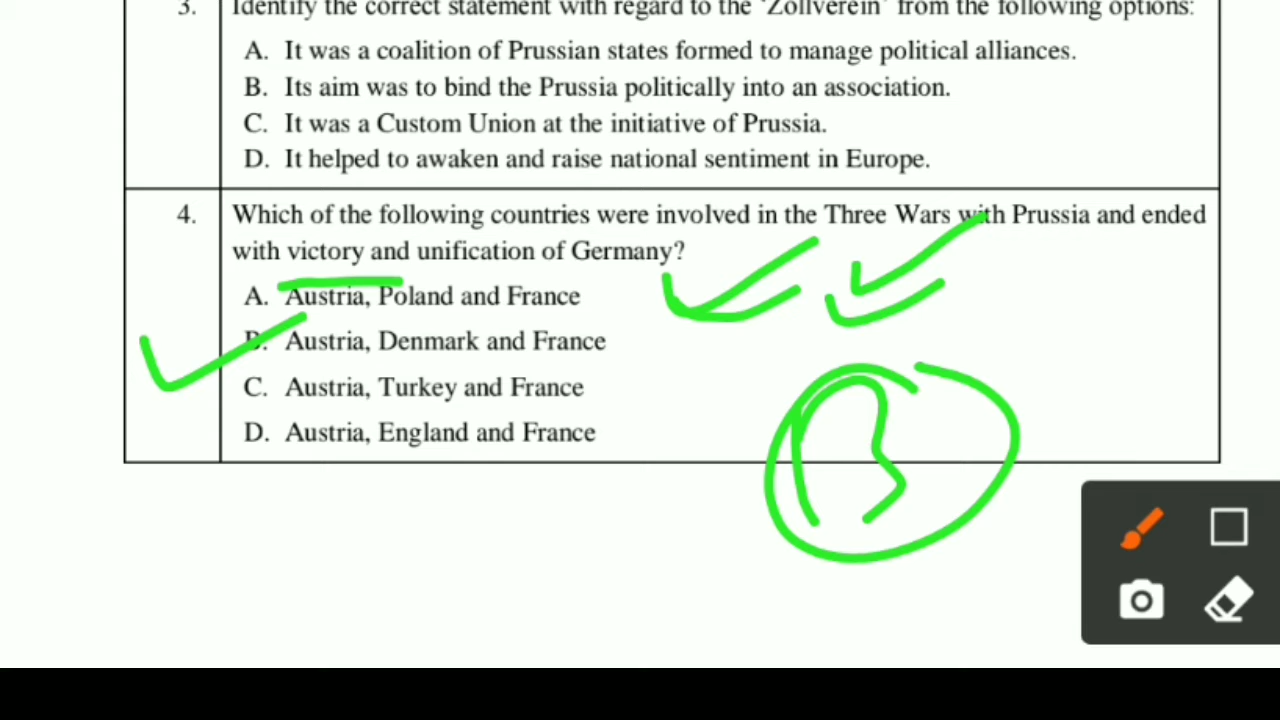 3. Identify the correct statement with regard to the 'Zollverein' from the following options:
A. It was a coalition of Prussian states formed to manage political alliances.
B. Its aim was to bind the Prussia politically into an association.
C. It was a Custom Union at the initiative of Prussia.
D. It helped to awaken and raise national sentiment in Europe.
4. Which of the following countries were involved in the Three Wars with Prussia and ended
with victory and unification of Germany?
A. Austria, Poland and France
B. Austria, Denmark and France
C. Austria, Turkey and France
D. Austria, England and France
B